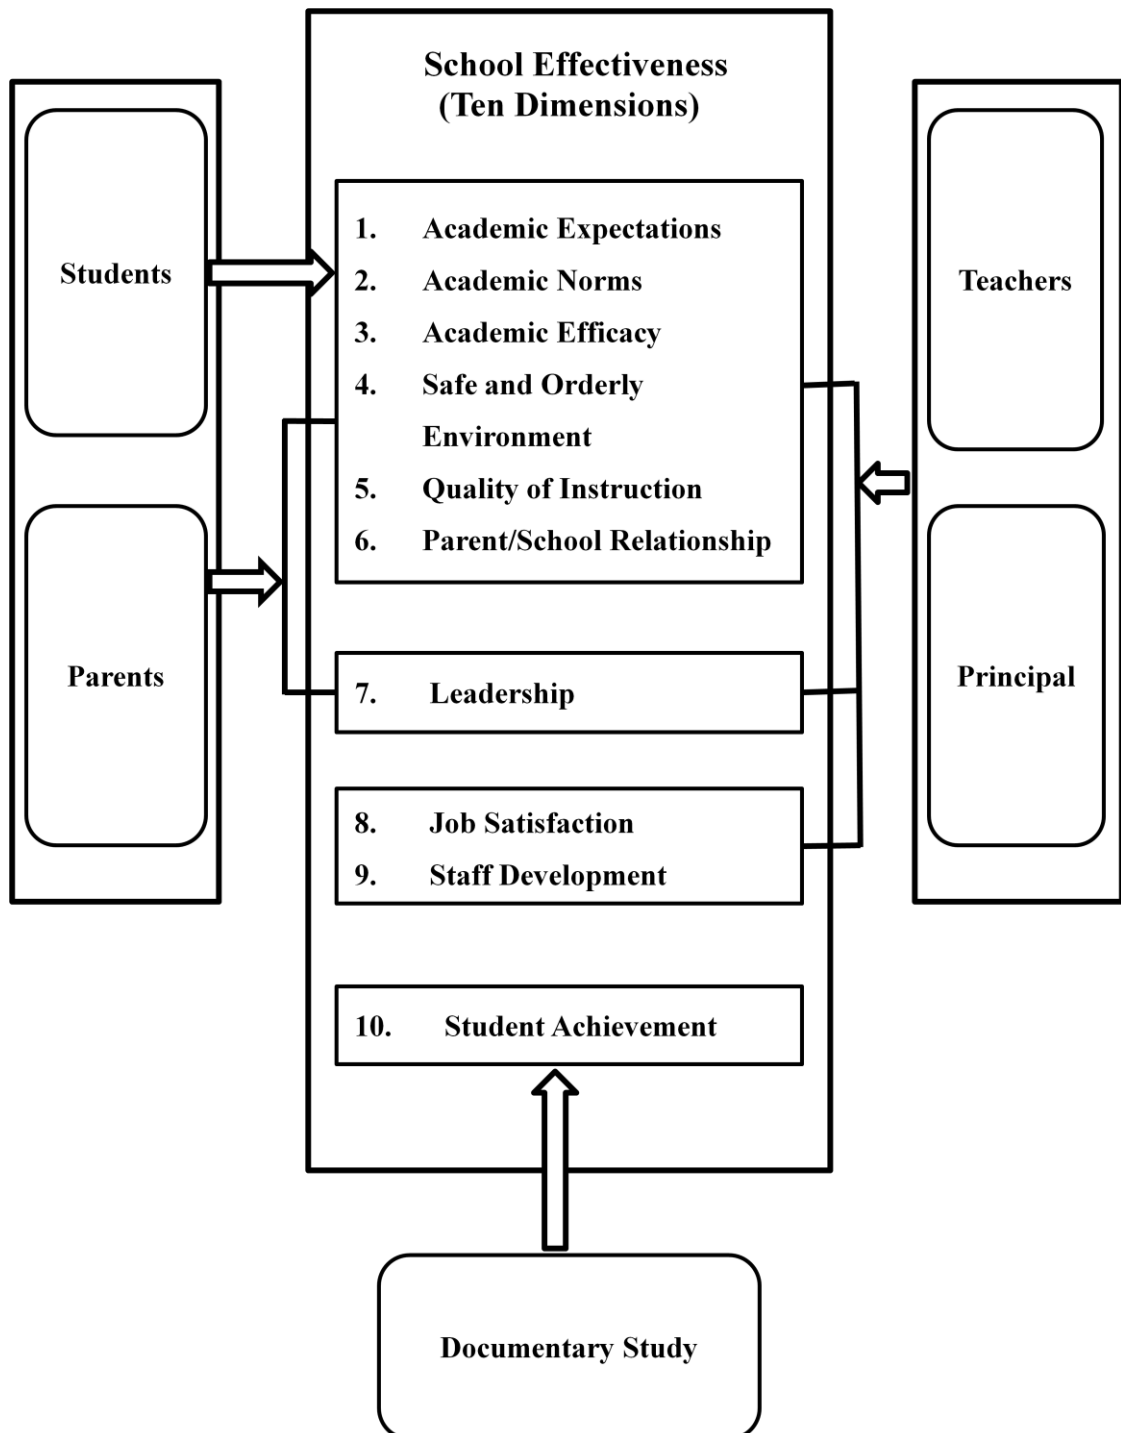 School Effectiveness
(Ten Dimensions)
Students
Parents
1. Academic Expectations
2. Academic Norms
3. Academic Efficacy
4. Safe and Orderly
Environment
5. Quality of Instruction
6. Parent/School Relationship
7. Leadership
8. Job Satisfaction
9. Staff Development
10. Student Achievement
Teachers
Principal
Documentary Study